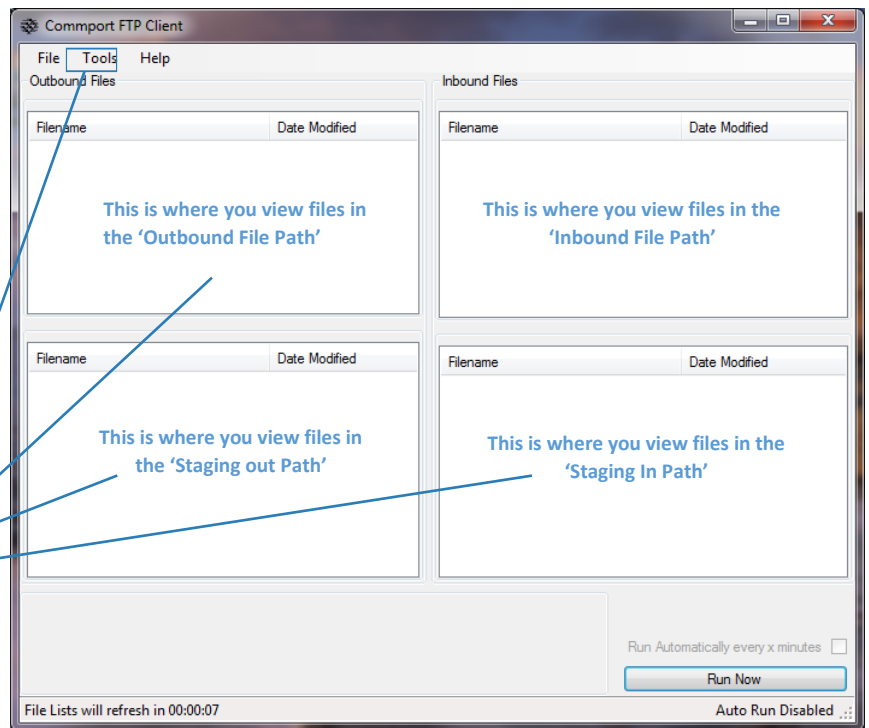 Commport FTP Client
File Tools Help
Outbound Files
Inbound Files
Filename Date Modified
Filename Date Modified
This is where you view files in
the ‘Outbound File Path’
This is where you view files in the
‘Inbound File Path’
Filename Date Modified
Filename Date Modified
This is where you view files in
the ‘Staging out Path’
This is where you view files in the
‘Staging In Path’
Run Automatically every x minutes
Run Now
File Lists will refresh in 00:00:07
Auto Run Disabled